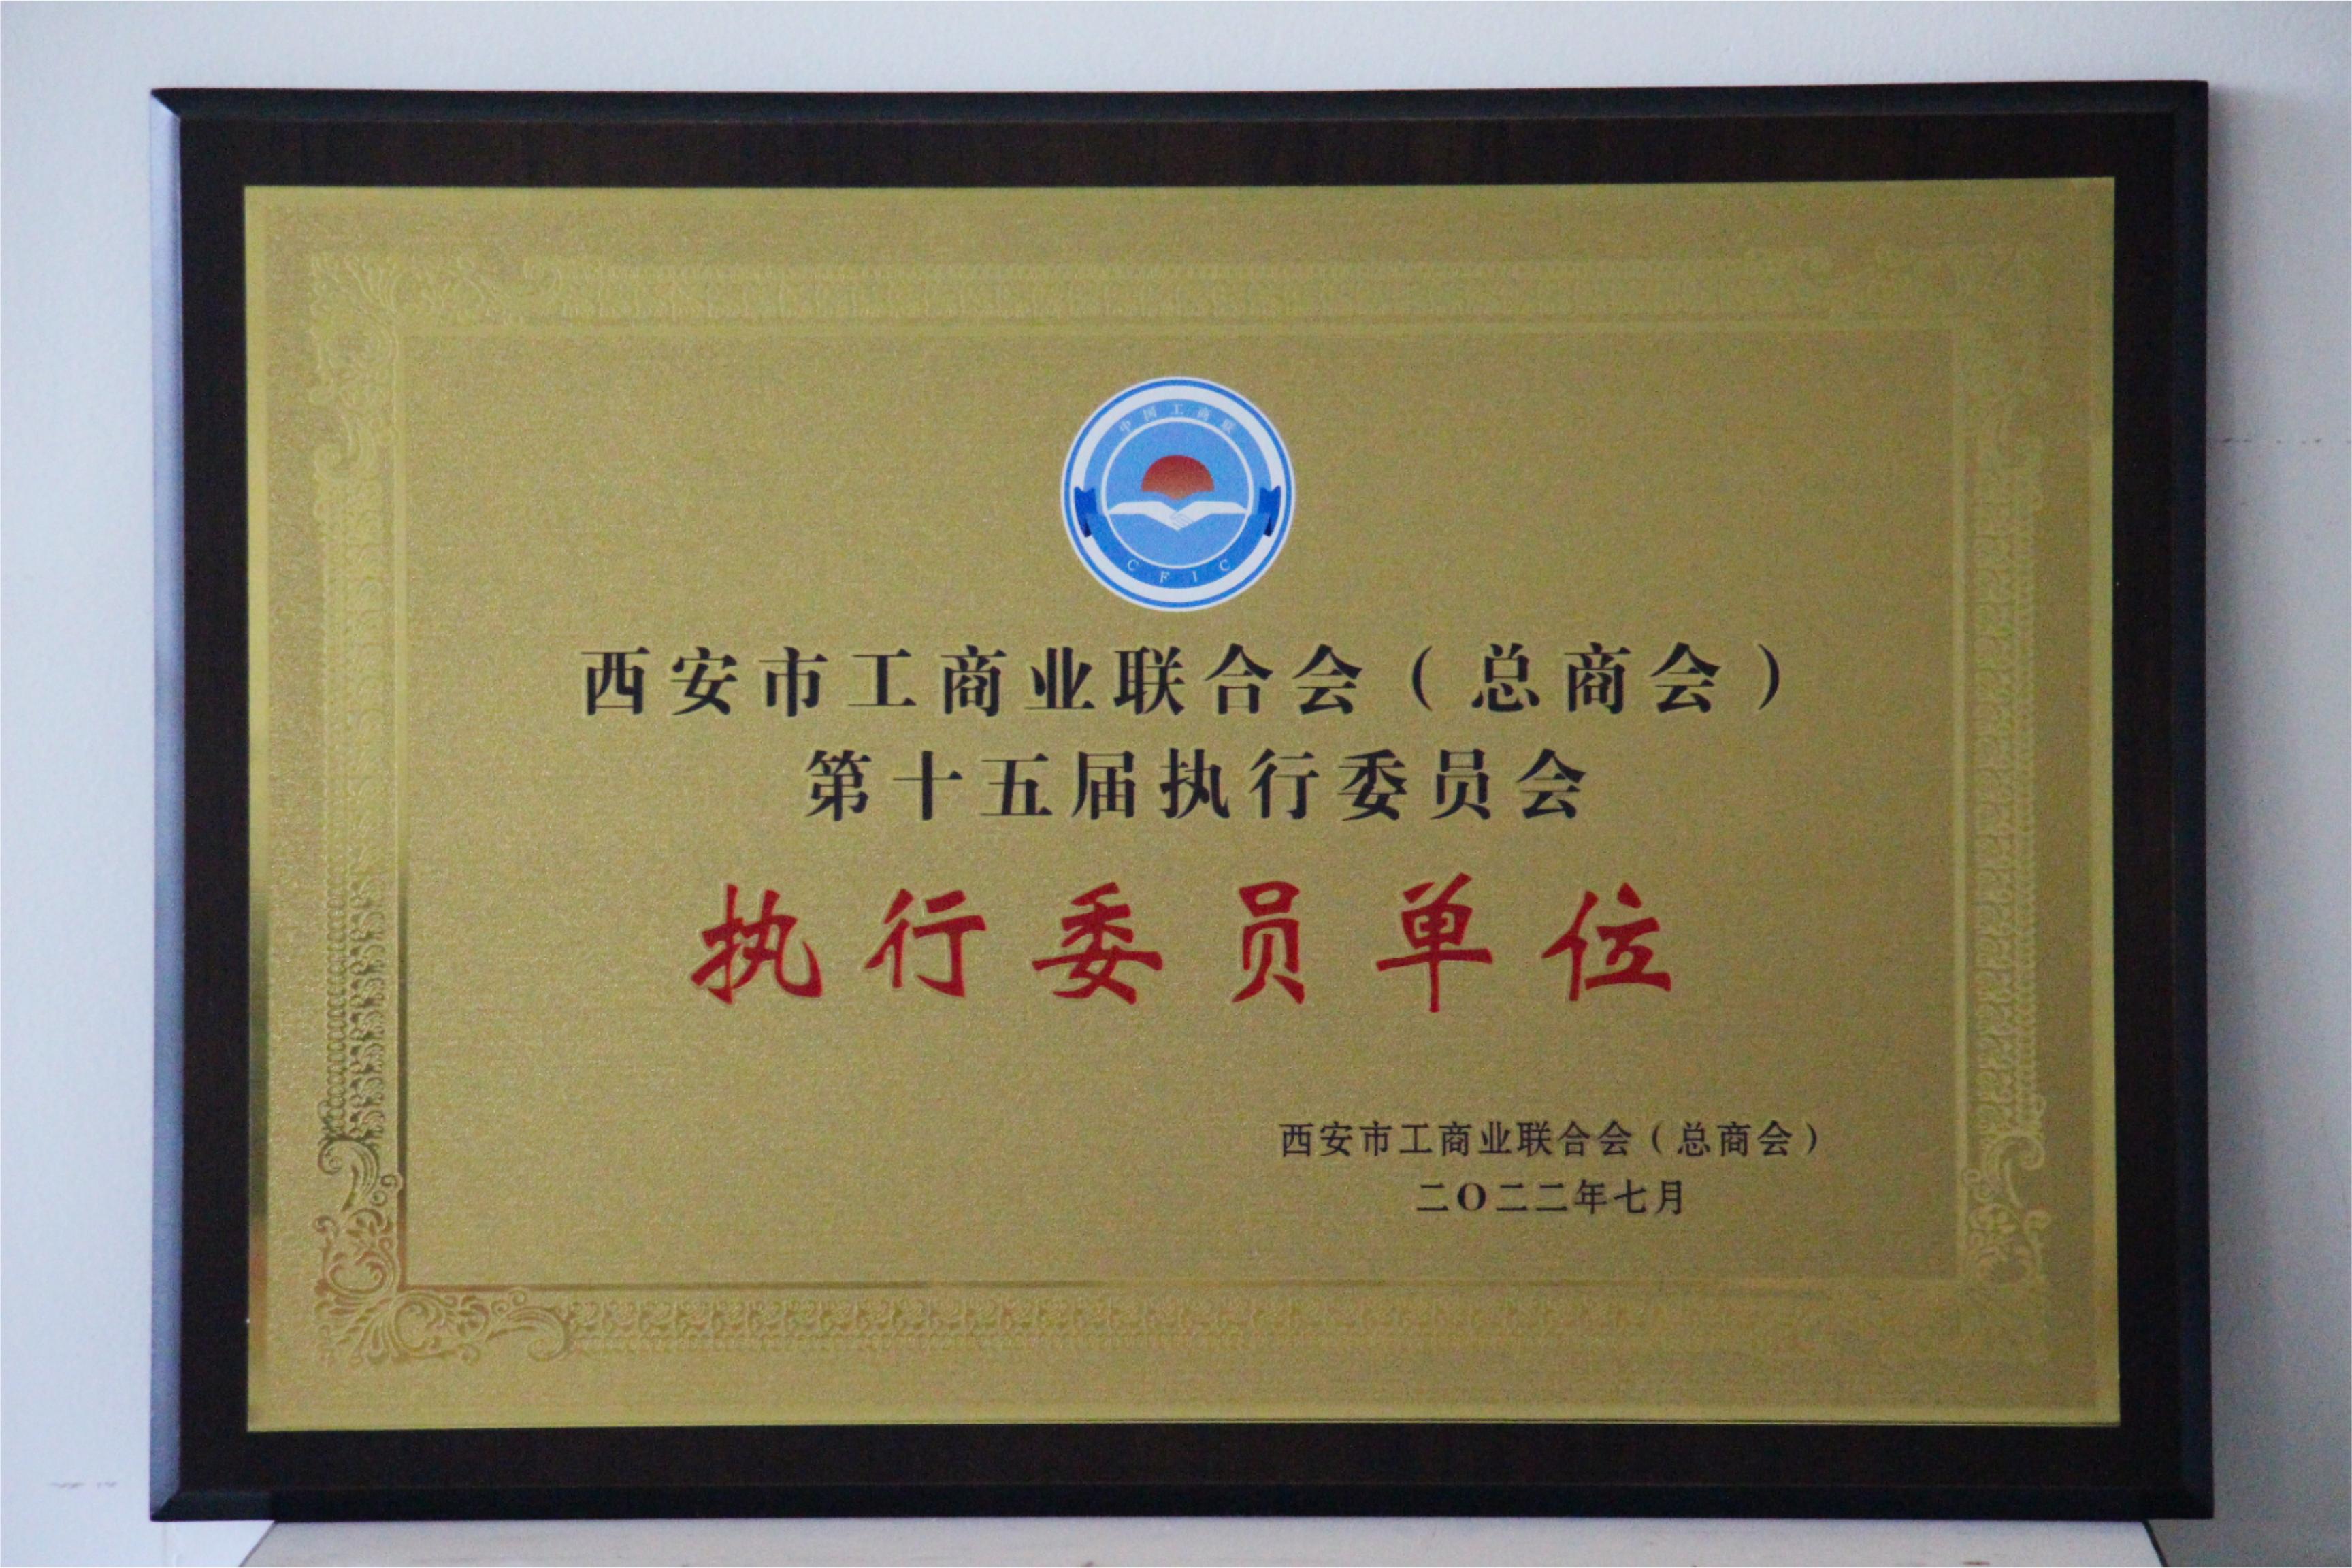 中国工商联
CFIC
西安市工商业联合会（总商会）
第十五届执行委员会
执行委员单位
西安市工商业联合会（总商会）
二〇二二年七月